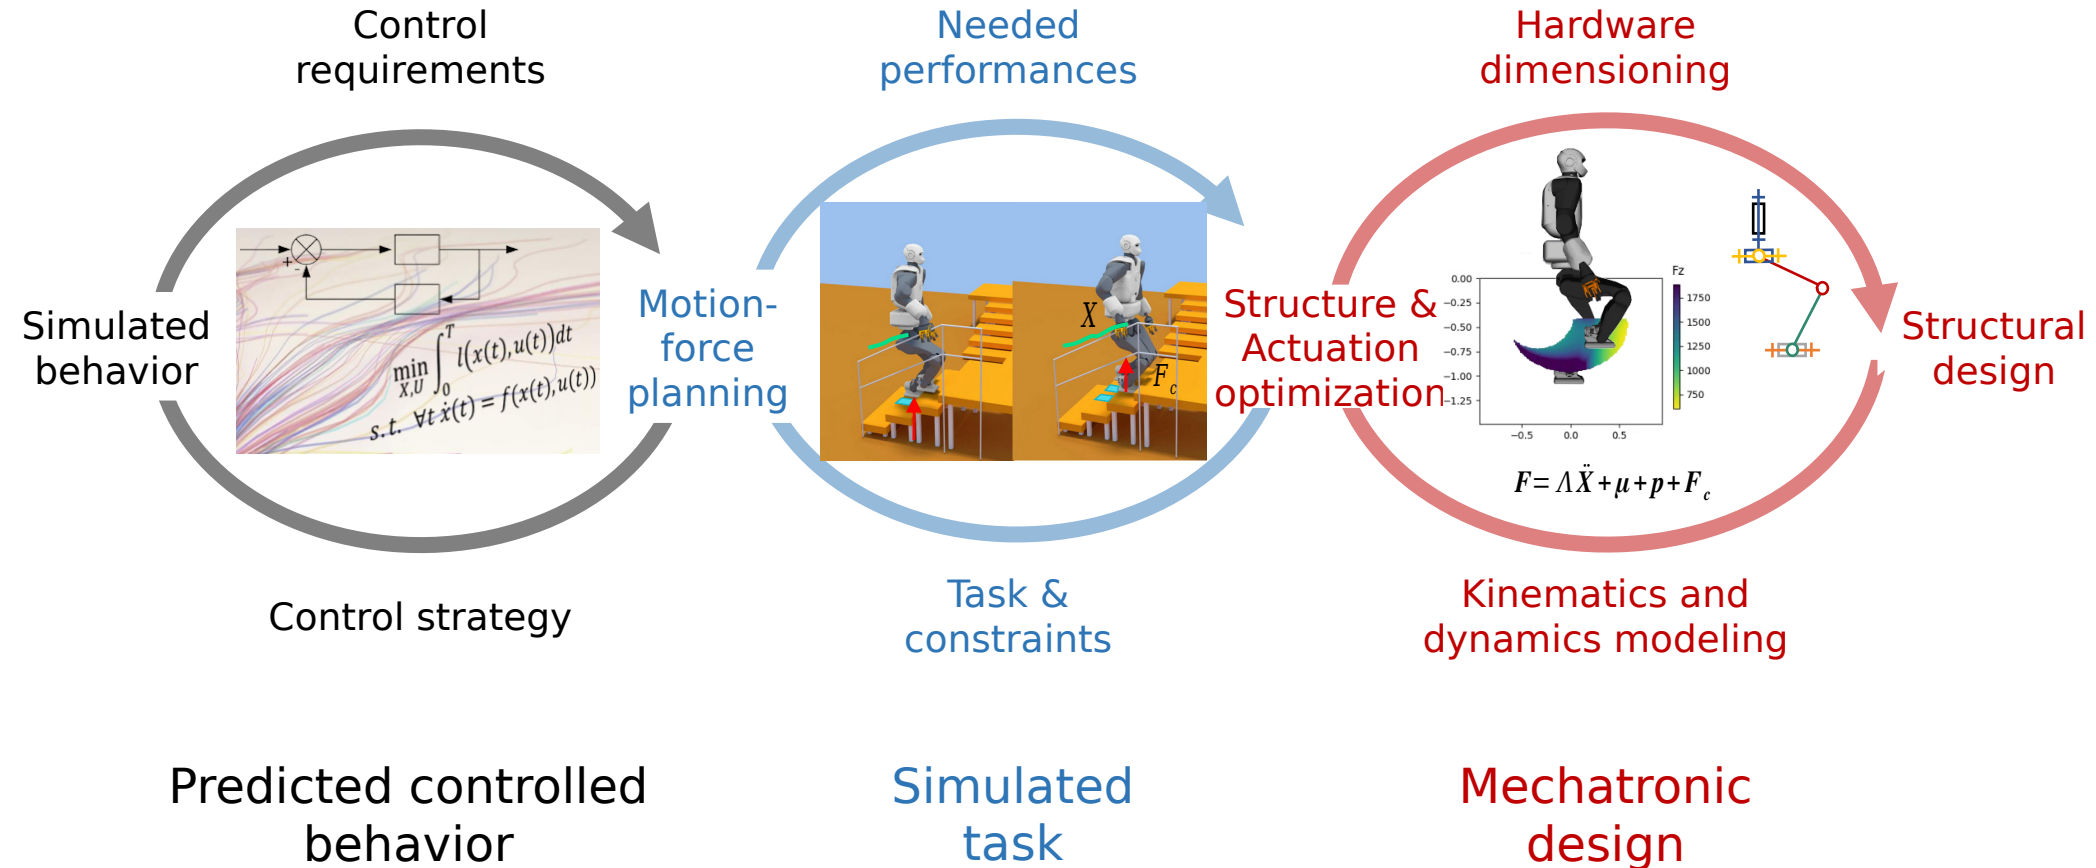 Control
requirements
Needed
performances
Hardware
dimensioning
Simulated
behavior
+
-
min ∫₀ᵀ l(x(t),u(t))dt
X,U
s.t. ∀t ẋ(t) = f(x(t),u(t))
Motion-
force
planning
X
F_c
Structure &
Actuation
optimization
Fz
0.00
−0.25
−0.50
−0.75
−1.00
−1.25
−0.5 0.0 0.5
1750
1500
1250
1000
750
F = ΛẌ + μ + p + F_c
Structural
design
Control strategy
Task &
constraints
Kinematics and
dynamics modeling
Predicted controlled
behavior
Simulated
task
Mechatronic
design